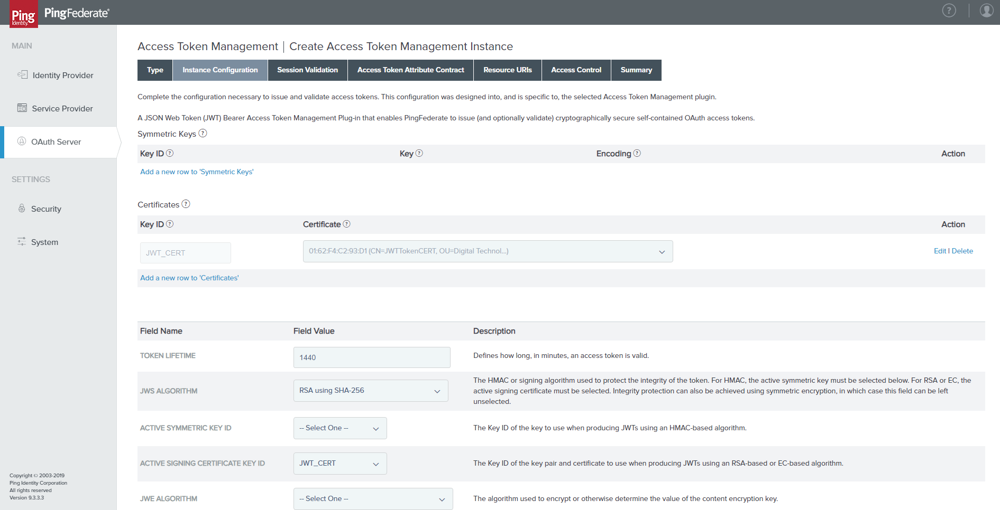 Ping
Identity.
PingFederate®
?
MAIN
Identity Provider
Service Provider
OAuth Server
SETTINGS
Security
System
Copyright © 2003-2019
Ping Identity Corporation
All rights reserved
Version 9.3.3.3
Access Token Management | Create Access Token Management Instance
Type Instance Configuration Session Validation Access Token Attribute Contract Resource URIs Access Control Summary
Complete the configuration necessary to issue and validate access tokens. This configuration was designed into, and is specific to, the selected Access Token Management plugin.
A JSON Web Token (JWT) Bearer Access Token Management Plug-in that enables PingFederate to issue (and optionally validate) cryptographically secure self-contained OAuth access tokens.
Symmetric Keys ?
Key ID ? Key ? Encoding ? Action
Add a new row to 'Symmetric Keys'
Certificates ?
Key ID ? Certificate ? Action
JWT_CERT 01:62:F4:C2:93:D1 (CN=JWTTokenCERT, OU=Digital Technol...) Edit | Delete
Add a new row to 'Certificates'
Field Name Field Value Description
TOKEN LIFETIME 1440 Defines how long, in minutes, an access token is valid.
JWS ALGORITHM RSA using SHA-256 The HMAC or signing algorithm used to protect the integrity of the token. For HMAC, the active symmetric key must be selected below. For RSA or EC, the
active signing certificate must be selected. Integrity protection can also be achieved using symmetric encryption, in which case this field can be left
unselected.
ACTIVE SYMMETRIC KEY ID -- Select One -- The Key ID of the key to use when producing JWTs using an HMAC-based algorithm.
ACTIVE SIGNING CERTIFICATE KEY ID JWT_CERT The Key ID of the key pair and certificate to use when producing JWTs using an RSA-based or EC-based algorithm.
JWE ALGORITHM -- Select One -- The algorithm used to encrypt or otherwise determine the value of the content encryption key.